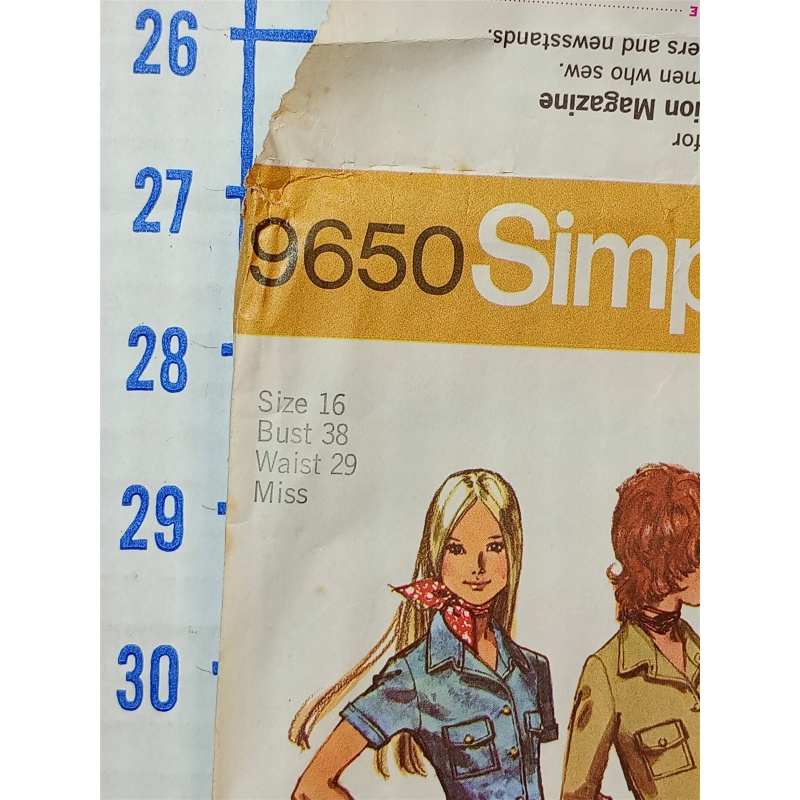 26
27
28
29
30
E
ers and newsstands.
men who sew.
ion Magazine
for
9650 Simp
Size 16
Bust 38
Waist 29
Miss